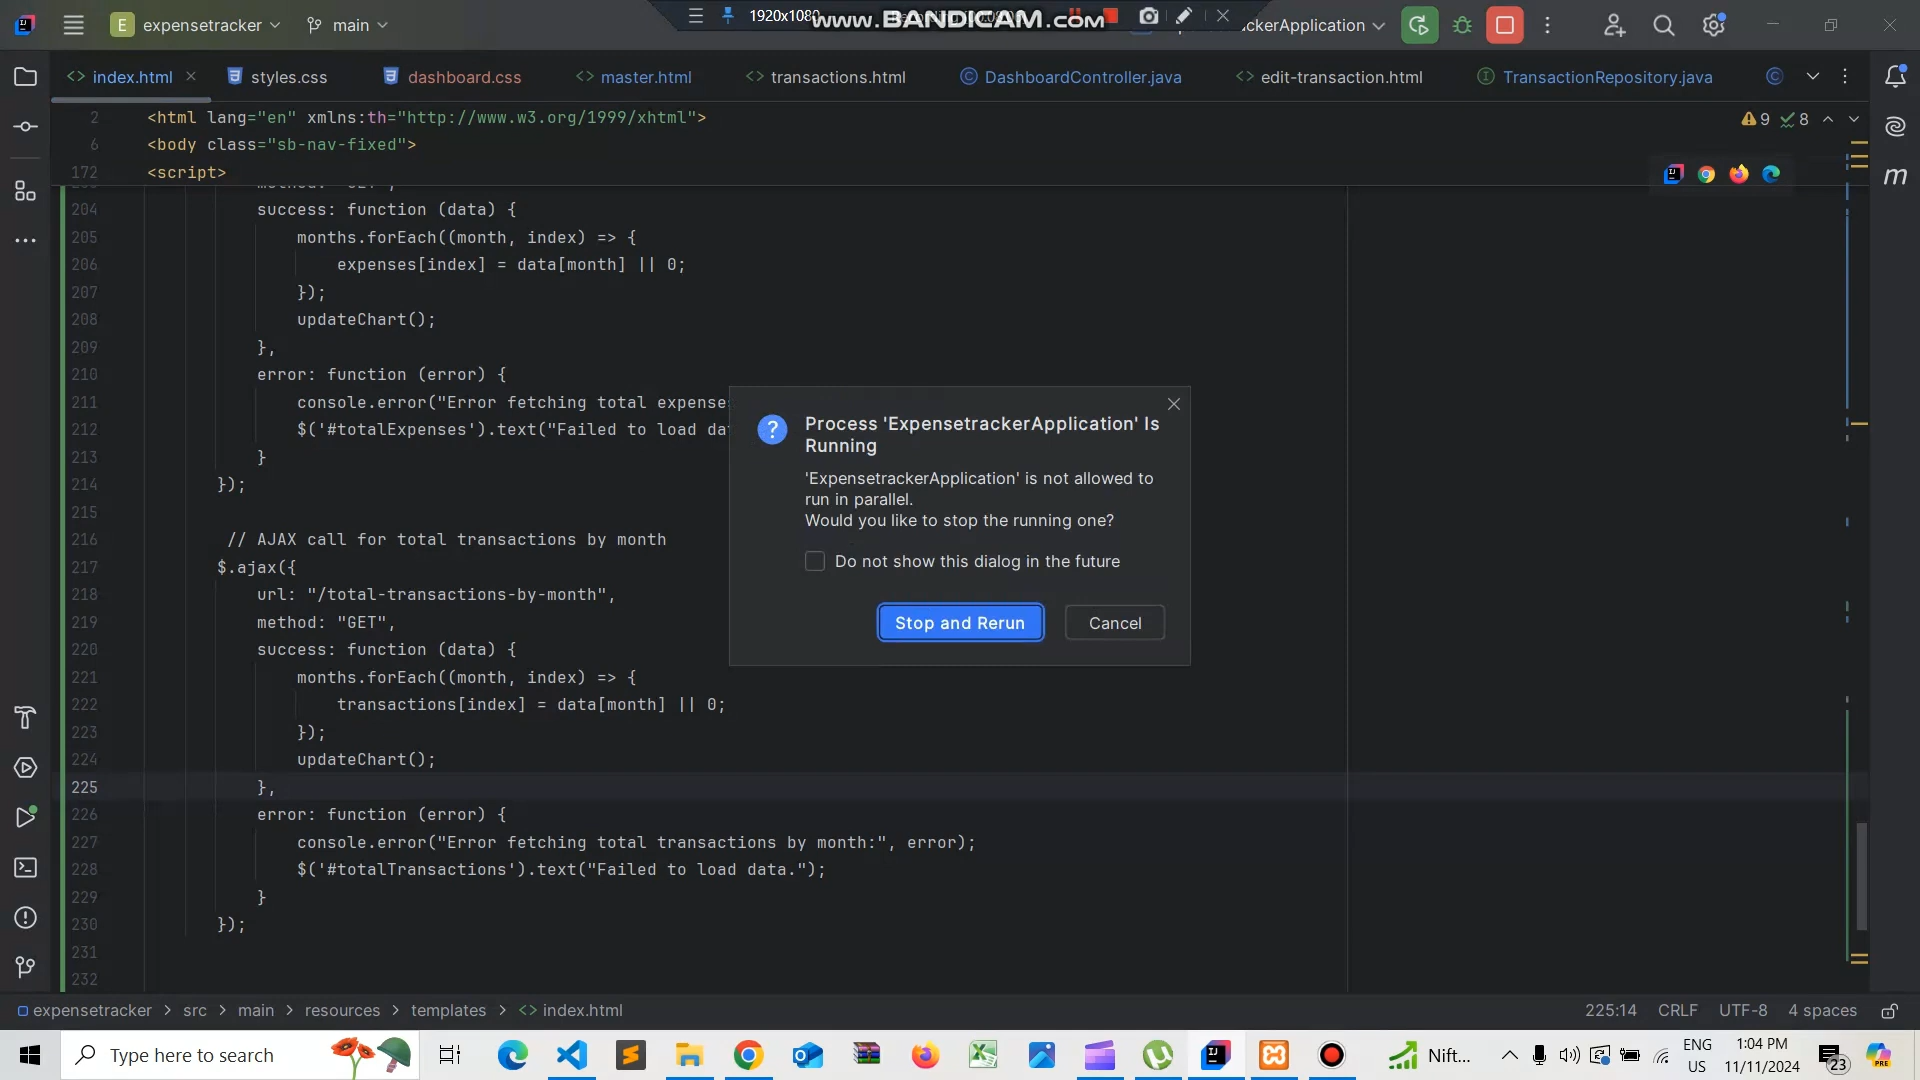 E expensetracker main 1920x1080 www.BANDICAM.com ckerApplication
index.html styles.css dashboard.css master.html transactions.html DashboardController.java edit-transaction.html TransactionRepository.java
2 <html lang="en" xmlns:th="http://www.w3.org/1999/xhtml"> 9 8
6 <body class="sb-nav-fixed">
172 <script>
204 success: function (data) {
205 months.forEach((month, index) => {
206 expenses[index] = data[month] || 0;
207 });
208 updateChart();
209 },
210 error: function (error) {
211 console.error("Error fetching total expense
212 $('#totalExpenses').text("Failed to load da
213 }
214 });
215
216 // AJAX call for total transactions by month
217 $.ajax({
218 url: "/total-transactions-by-month",
219 method: "GET",
220 success: function (data) {
221 months.forEach((month, index) => {
222 transactions[index] = data[month] || 0;
223 });
224 updateChart();
225 },
226 error: function (error) {
227 console.error("Error fetching total transactions by month:", error);
228 $('#totalTransactions').text("Failed to load data.");
229 }
230 });
231
232
Process 'ExpensetrackerApplication' Is
Running
'ExpensetrackerApplication' is not allowed to
run in parallel.
Would you like to stop the running one?
Do not show this dialog in the future
Stop and Rerun Cancel
expensetracker > src > main > resources > templates > index.html 225:14 CRLF UTF-8 4 spaces
Type here to search Nift... ENG 1:04 PM
US 11/11/2024 23